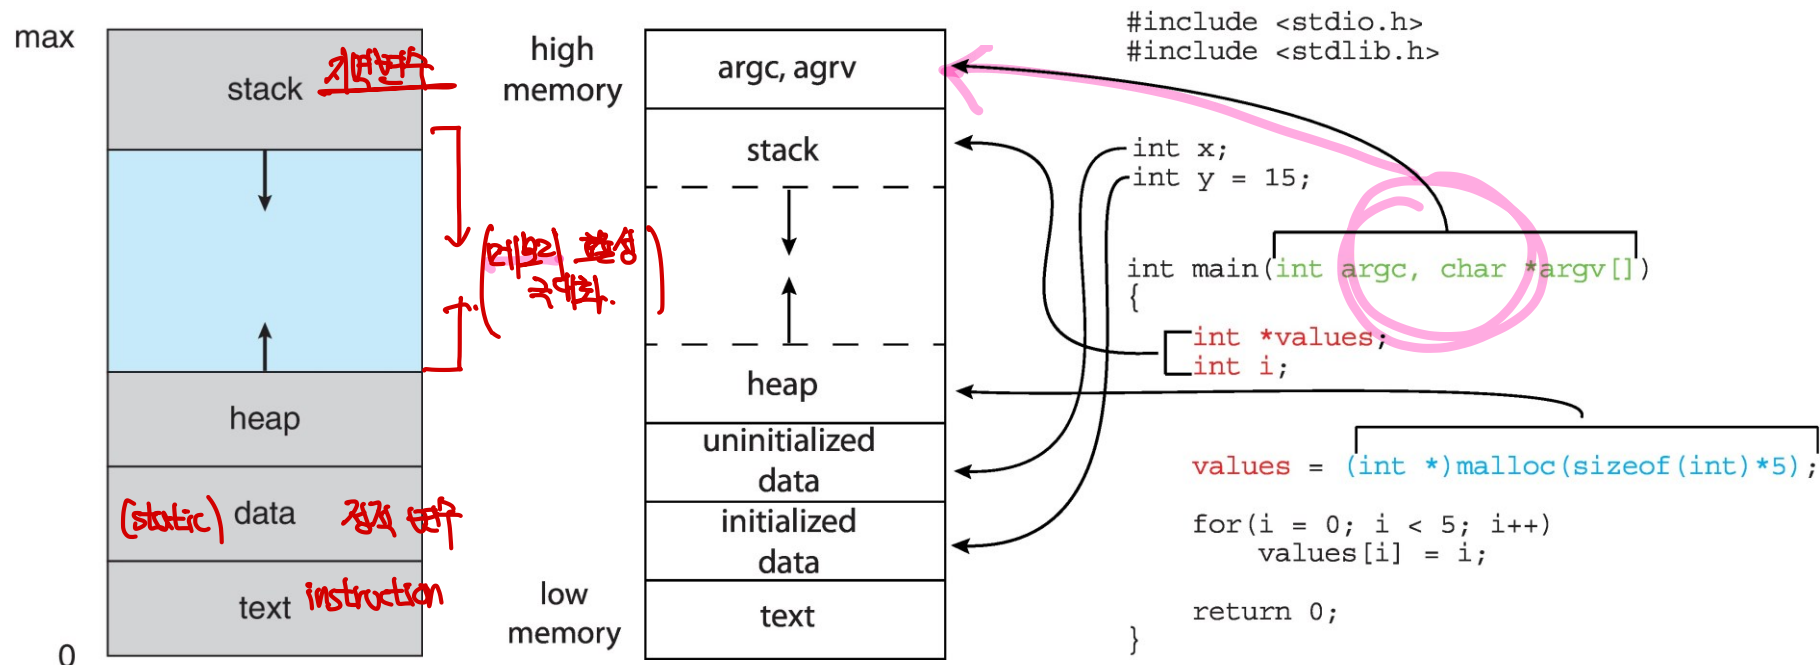 max
stack 지역변수
heap
(static) data 정적 변수
text instruction
0
(메모리 활성
극대화.)
high
memory
low
memory
argc, agrv
stack
heap
uninitialized
data
initialized
data
text
#include <stdio.h>
#include <stdlib.h>
int x;
int y = 15;
int main(int argc, char *argv[])
{
int *values;
int i;
values = (int *)malloc(sizeof(int)*5);
for(i = 0; i < 5; i++)
values[i] = i;
return 0;
}